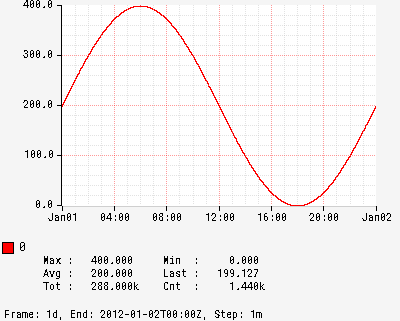 400.0
300.0
200.0
100.0
0.0
Jan01 04:00 08:00 12:00 16:00 20:00 Jan02
0
Max : 400.000 Min : 0.000
Avg : 200.000 Last : 199.127
Tot : 288.000k Cnt : 1.440k
Frame: 1d, End: 2012-01-02T00:00Z, Step: 1m